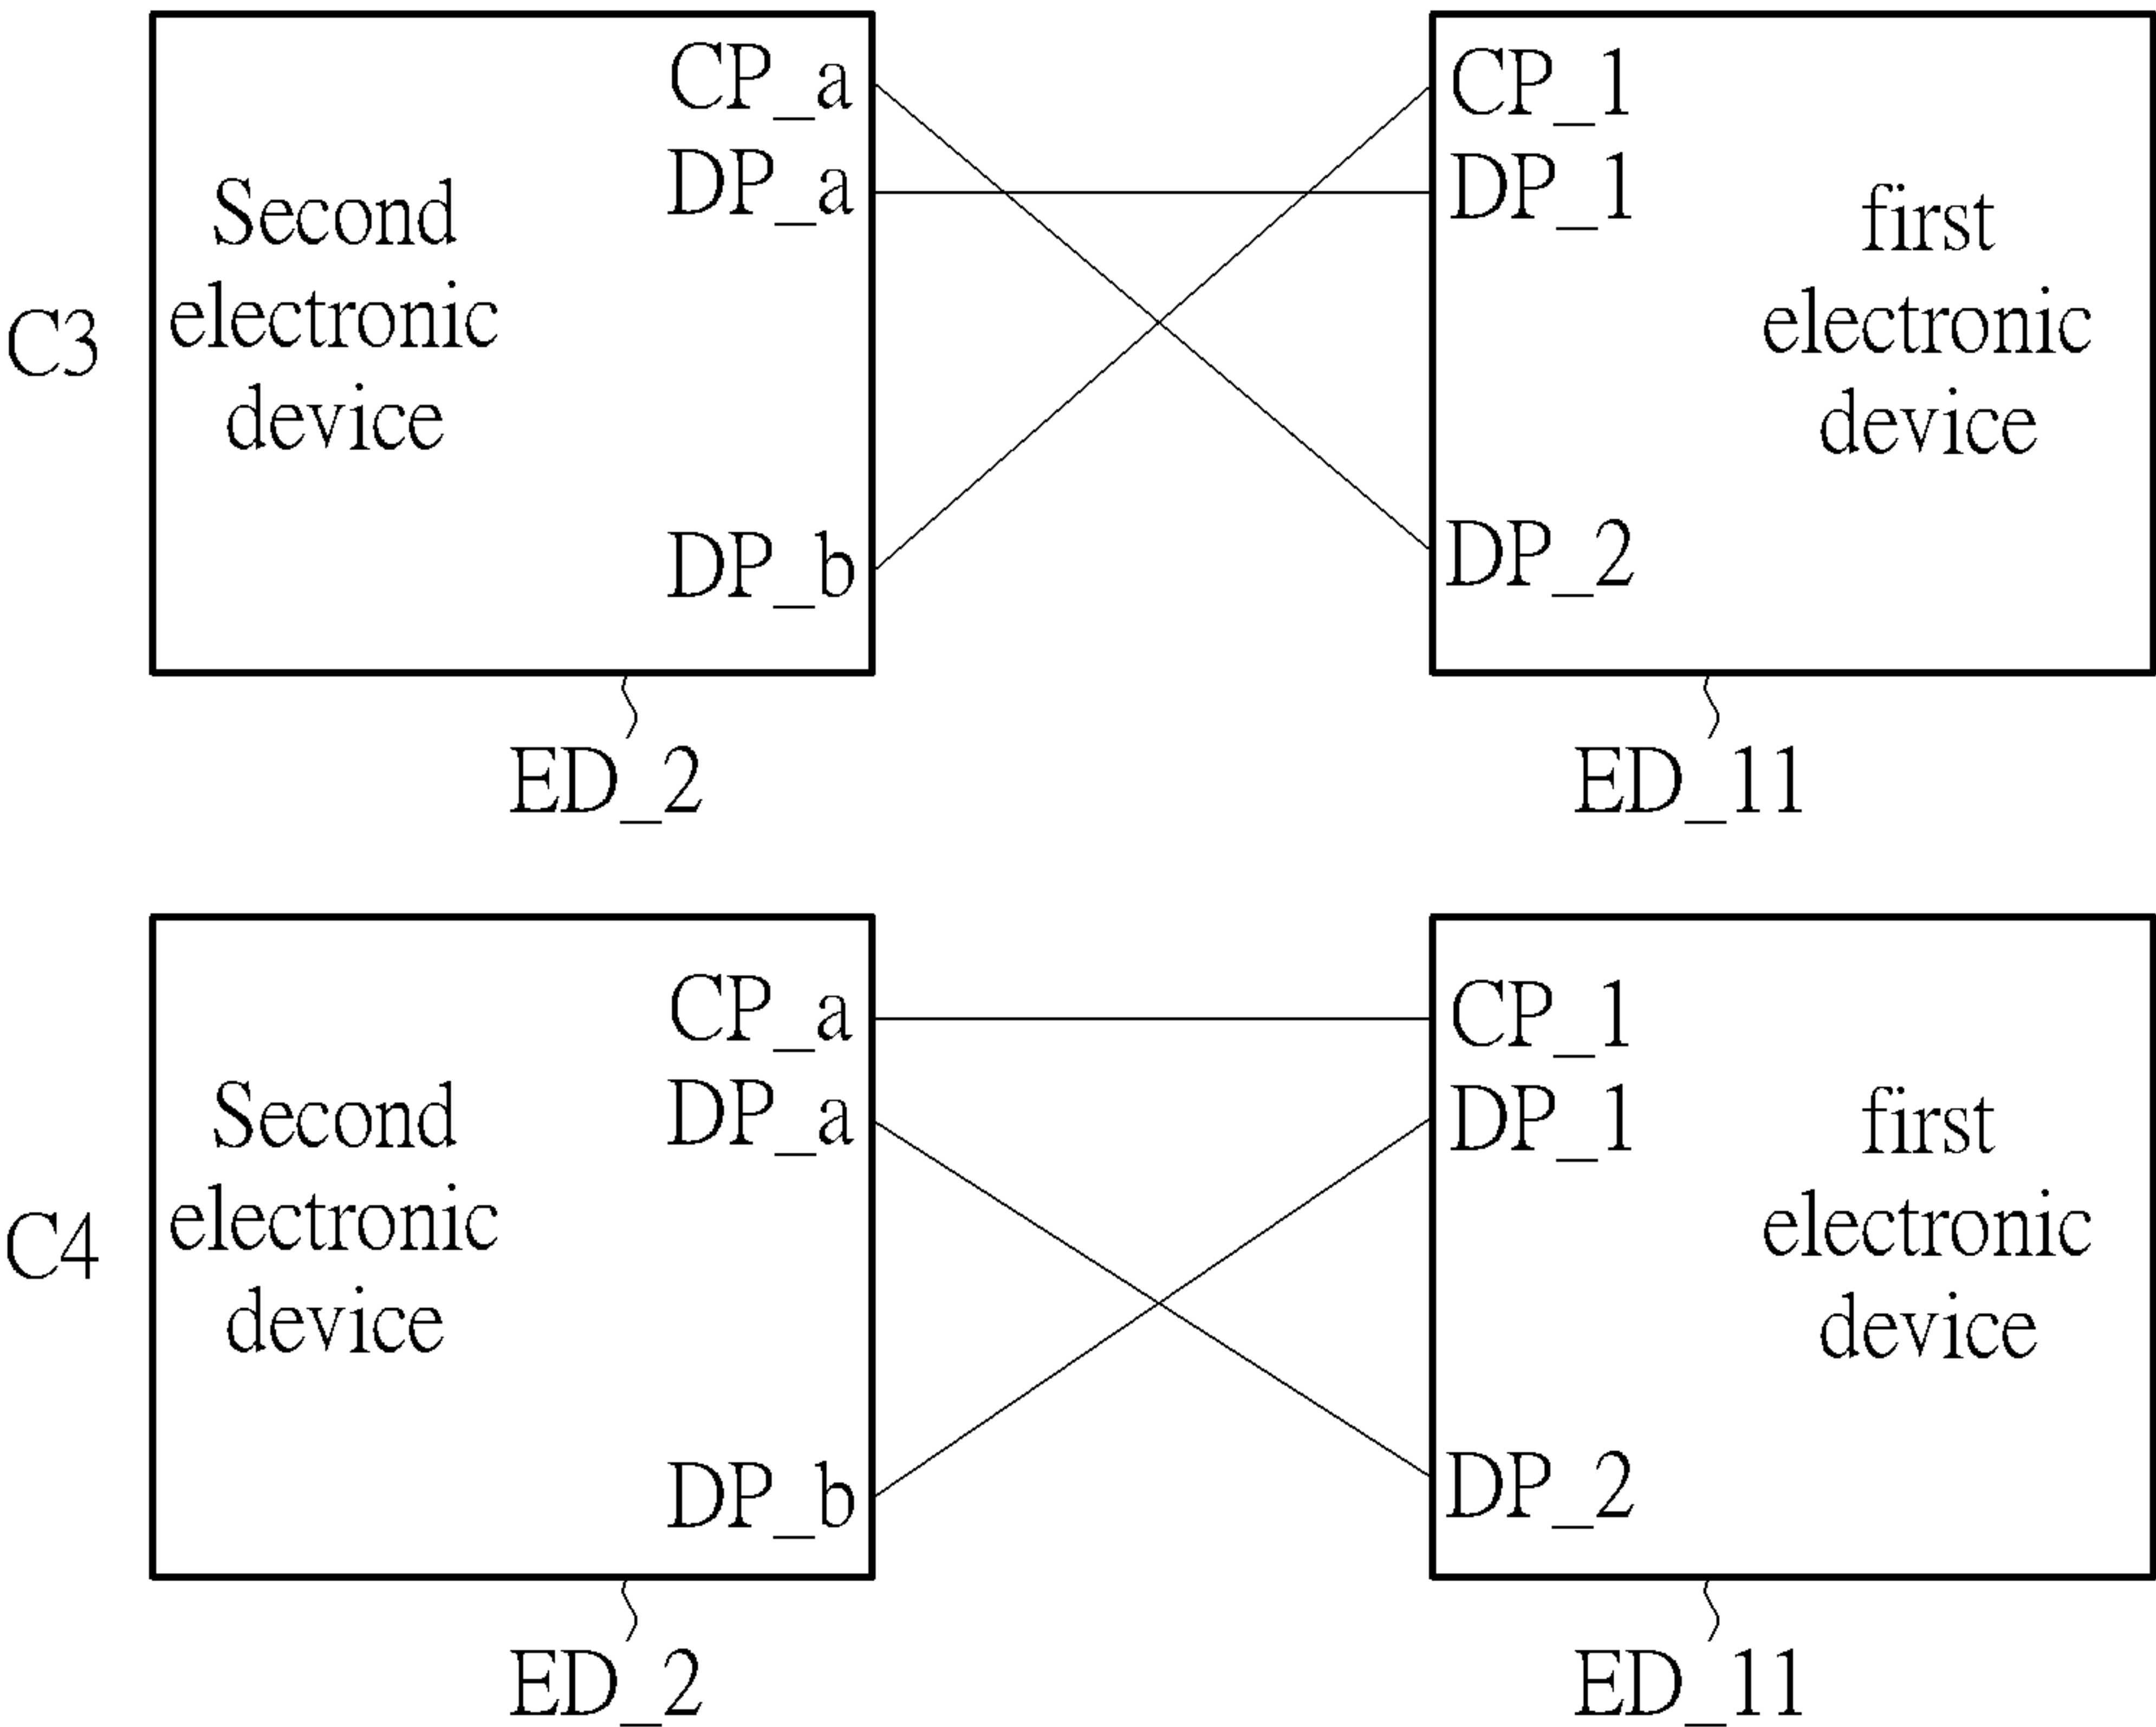 C3
Second
electronic
device
CP_a
DP_a
DP_b
CP_1
DP_1
DP_2
first
electronic
device
ED_2
ED_11
C4
Second
electronic
device
CP_a
DP_a
DP_b
CP_1
DP_1
DP_2
first
electronic
device
ED_2
ED_11